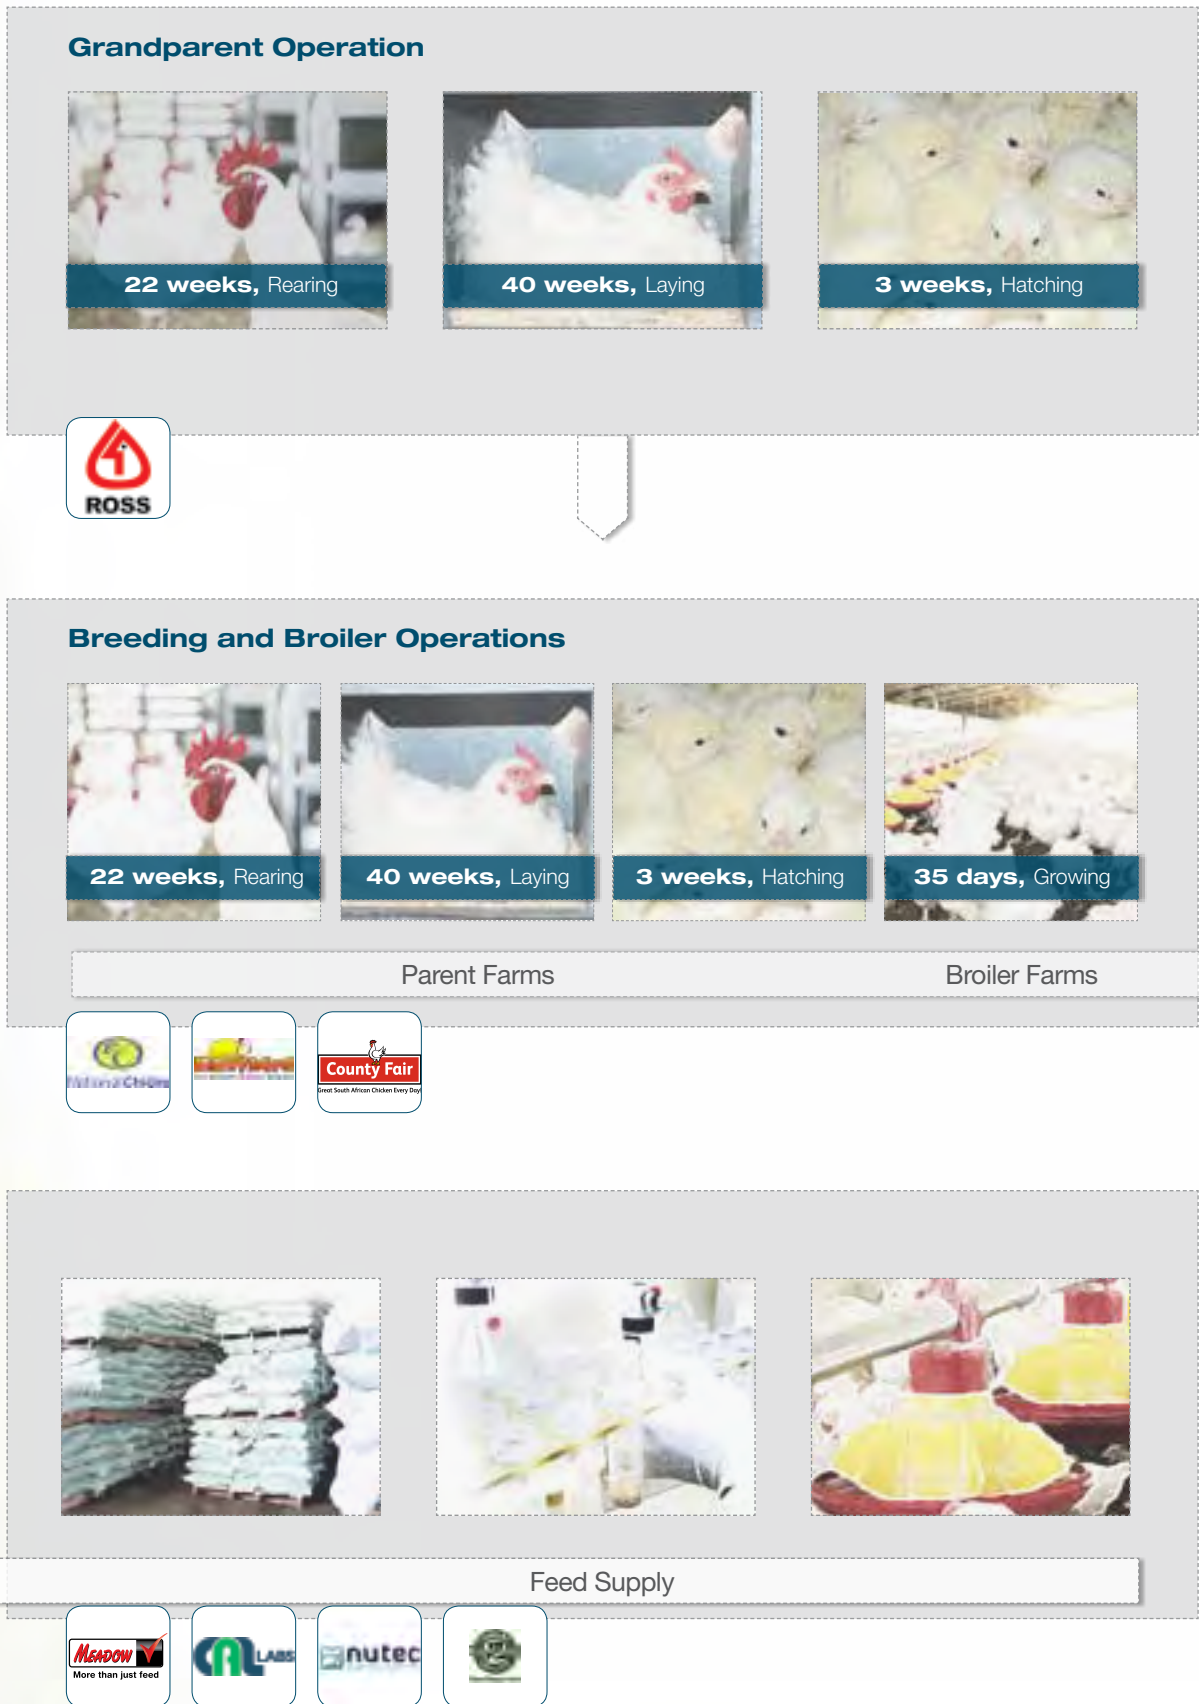 Grandparent Operation
22 weeks, Rearing
40 weeks, Laying
3 weeks, Hatching
ROSS
Breeding and Broiler Operations
22 weeks, Rearing
40 weeks, Laying
3 weeks, Hatching
35 days, Growing
Parent Farms
Broiler Farms
County Fair
Great South African Chicken Every Day!
Feed Supply
MEADOW
More than just feed
CAL LABS
nutec